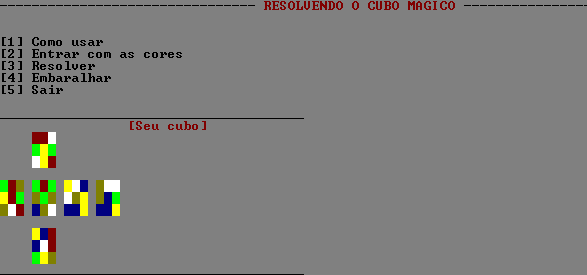 RESOLVENDO O CUBO MAGICO
[1] Como usar
[2] Entrar com as cores
[3] Resolver
[4] Embaralhar
[5] Sair
[Seu cubo]